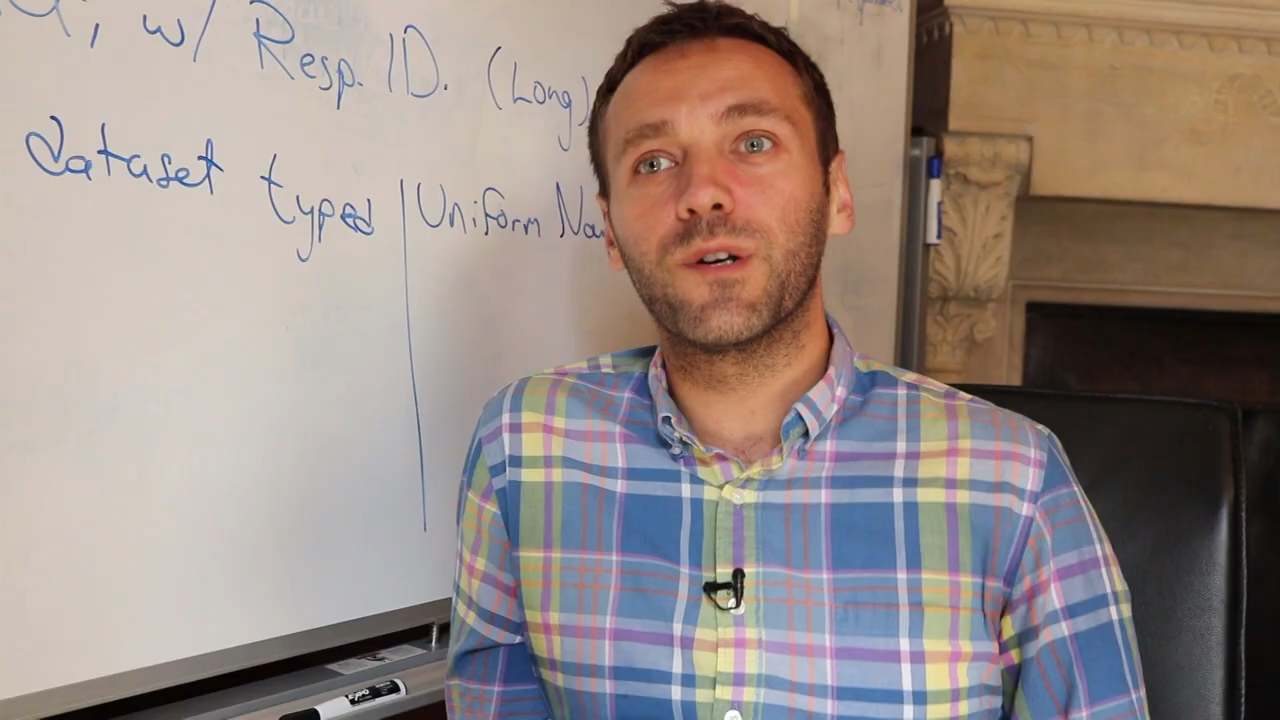 w/ Resp. ID. (Long)
dataset typed | Uniform
EXPO